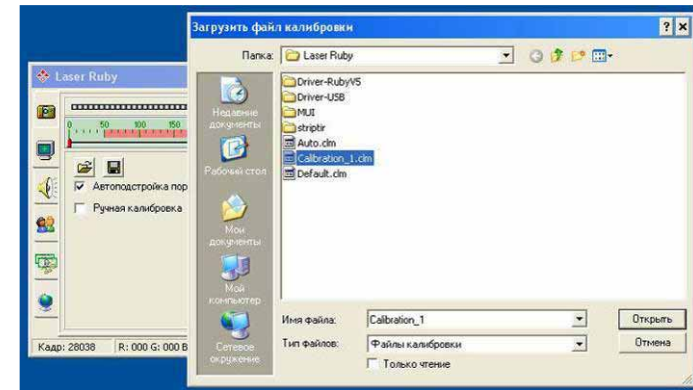 Загрузить файл калибровки
Папка: Laser Ruby
Laser Ruby
0 50 100 150
Автоподстройка пор
Ручная калибровка
Кадр: 28038 R: 000 G: 000 B
Недавние
документы
Рабочий стол
Мои
документы
Мой
компьютер
Сетевое
окружение
Driver-RubyV5
Driver-USB
MUI
striptir
Auto.clm
Calibration_1.clm
Default.clm
Имя файла: Calibration_1 Открыть
Тип файлов: Файлы калибровки Отмена
Только чтение